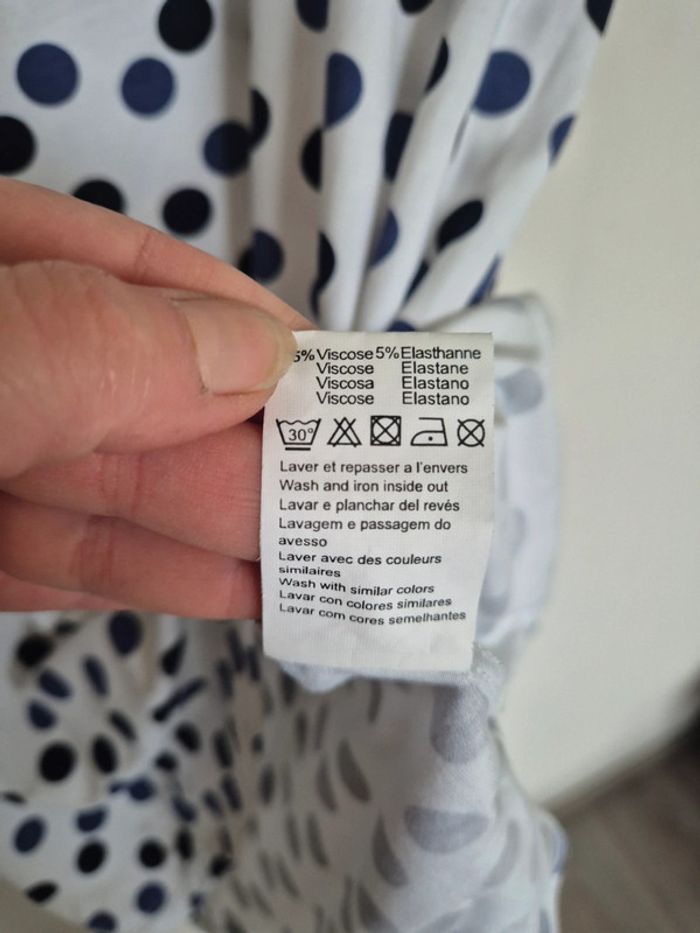 5% Viscose 5% Elasthanne
Viscose Elastane
Viscosa Elastano
Viscose Elastano
30°
Laver et repasser a l'envers
Wash and iron inside out
Lavar e planchar del revés
Lavagem e passagem do
avesso
Laver avec des couleurs
similaires
Wash with similar colors
Lavar con colores similares
Lavar com cores semelhantes